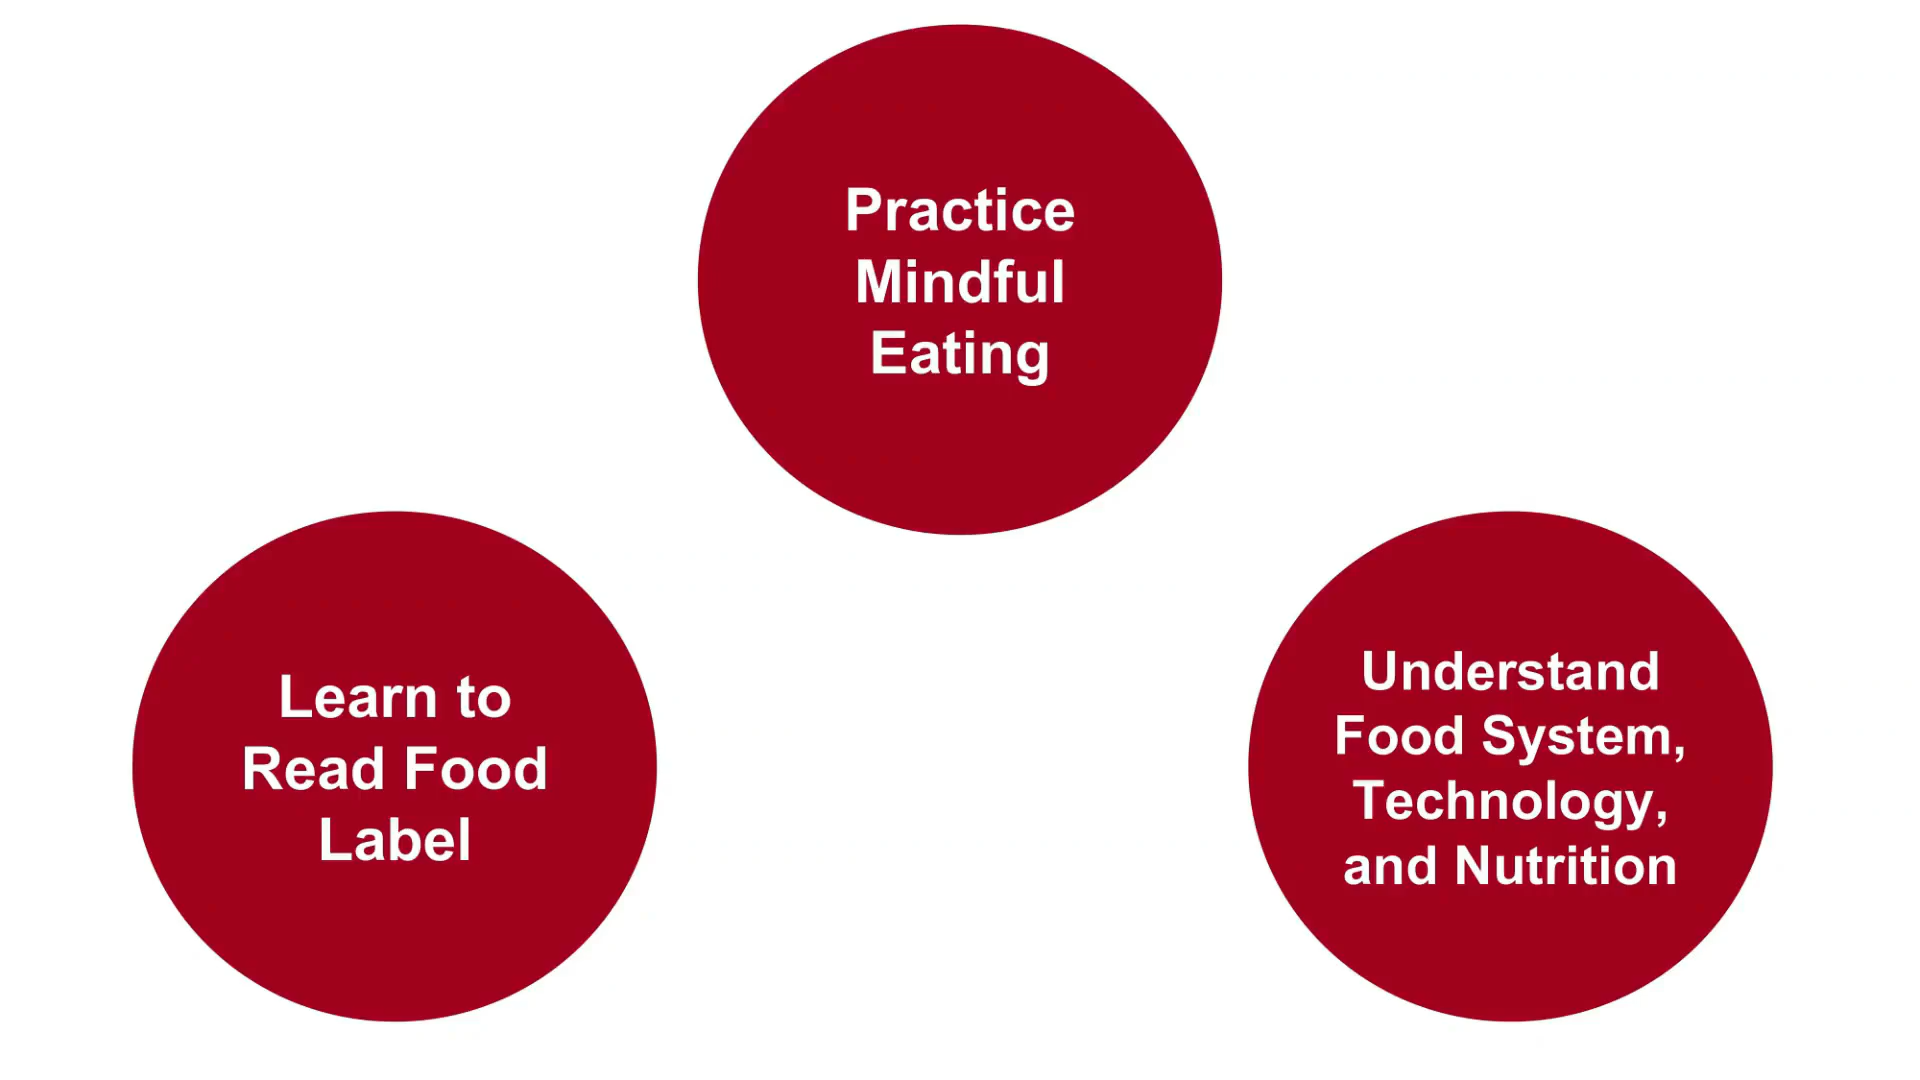 Practice
Mindful
Eating
Learn to
Read Food
Label
Understand
Food System,
Technology,
and Nutrition